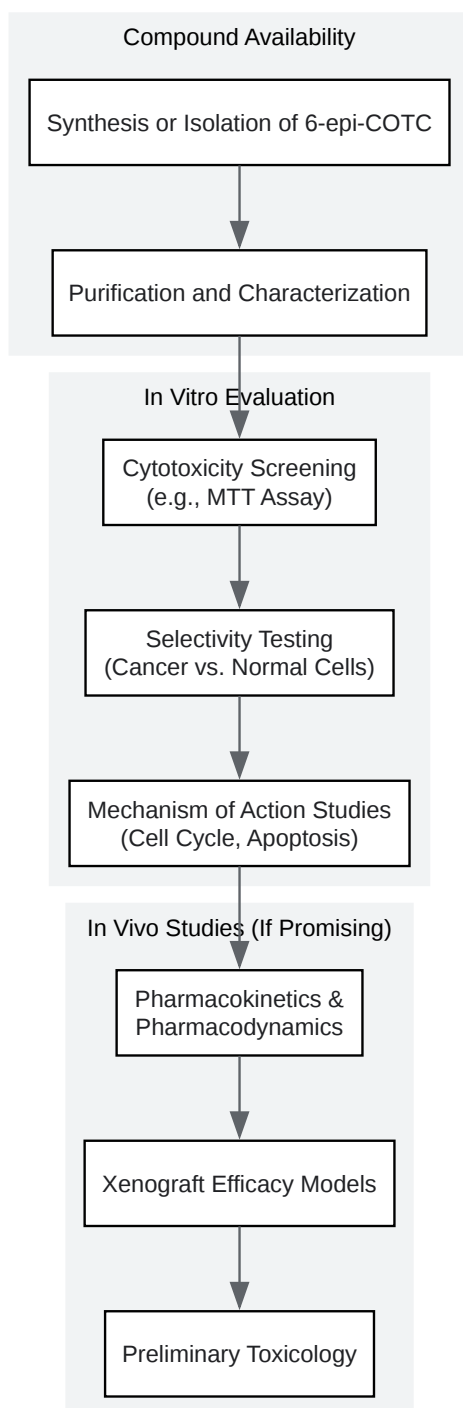 Compound Availability
Synthesis or Isolation of 6-epi-COTC
Purification and Characterization
In Vitro Evaluation
Cytotoxicity Screening
(e.g., MTT Assay)
Selectivity Testing
(Cancer vs. Normal Cells)
Mechanism of Action Studies
(Cell Cycle, Apoptosis)
In Vivo Studies (If Promising)
Pharmacokinetics &
Pharmacodynamics
Xenograft Efficacy Models
Preliminary Toxicology